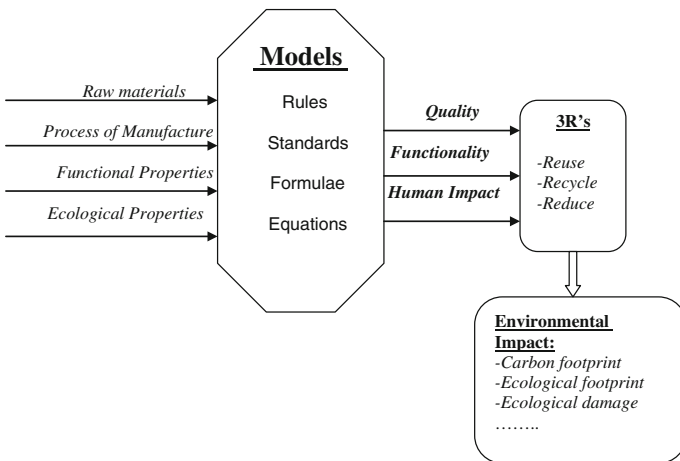 Models
Rules
Standards
Formulae
Equations
Raw materials
Process of Manufacture
Functional Properties
Ecological Properties
Quality
Functionality
Human Impact
3R's
-Reuse
-Recycle
-Reduce
Environmental
Impact:
-Carbon footprint
-Ecological footprint
-Ecological damage
........